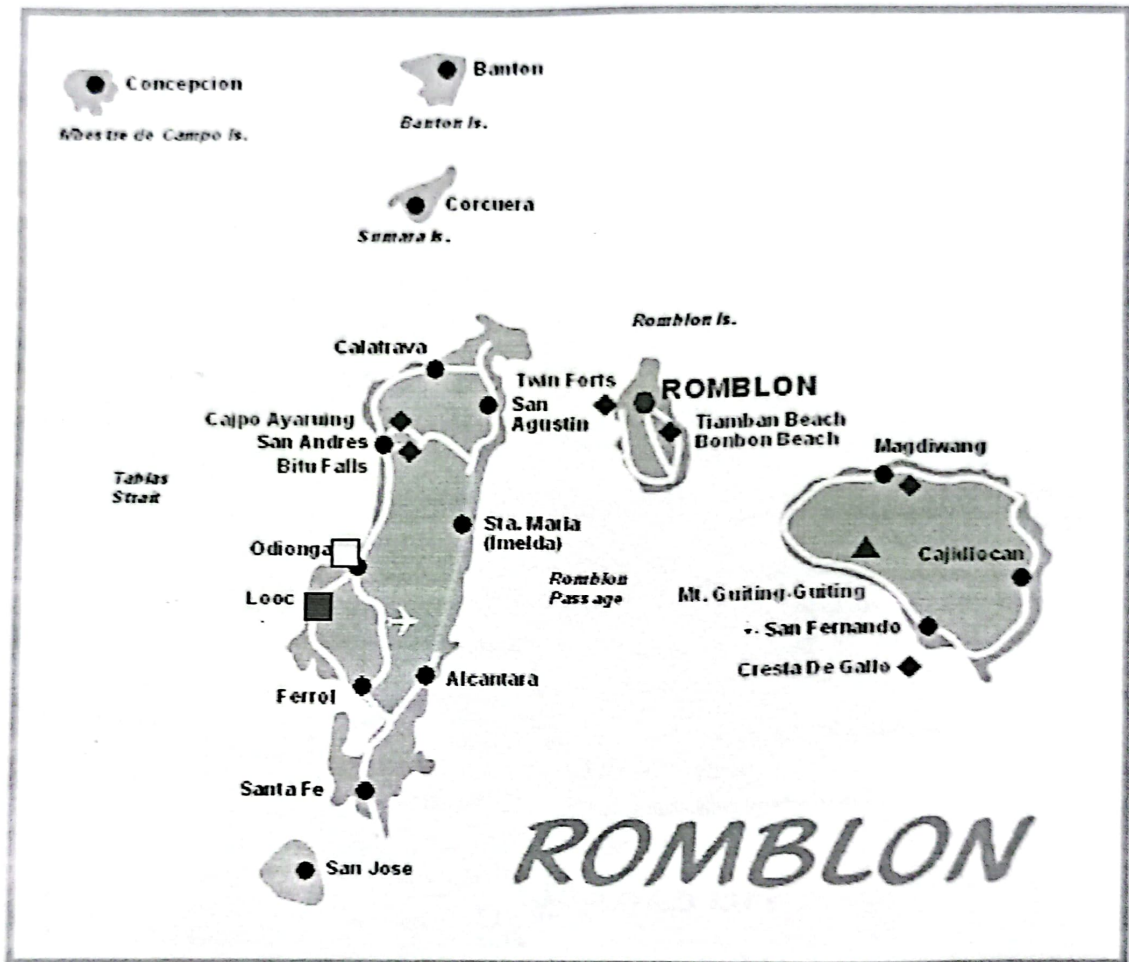 Concepcion
Banton
Mbestre de Campo Is.
Banton Is.
Corcuera
Sumara Is.
Romblon Is.
Calatrava
Twin Forts
ROMBLON
San
Agustin
Cajpo Ayaruing
San Andres
Bitu Falls
Tiamban Beach
Bonbon Beach
Magdiwang
Tablas
Strait
Sta. Maria
(Imelda)
Odionga
Cajidiocan
Looc
Romblon
Passage
Mt. Guiting-Guiting
San Fernando
Cresta De Gallo
Alcantara
Ferrol
Santa Fe
San Jose
ROMBLON